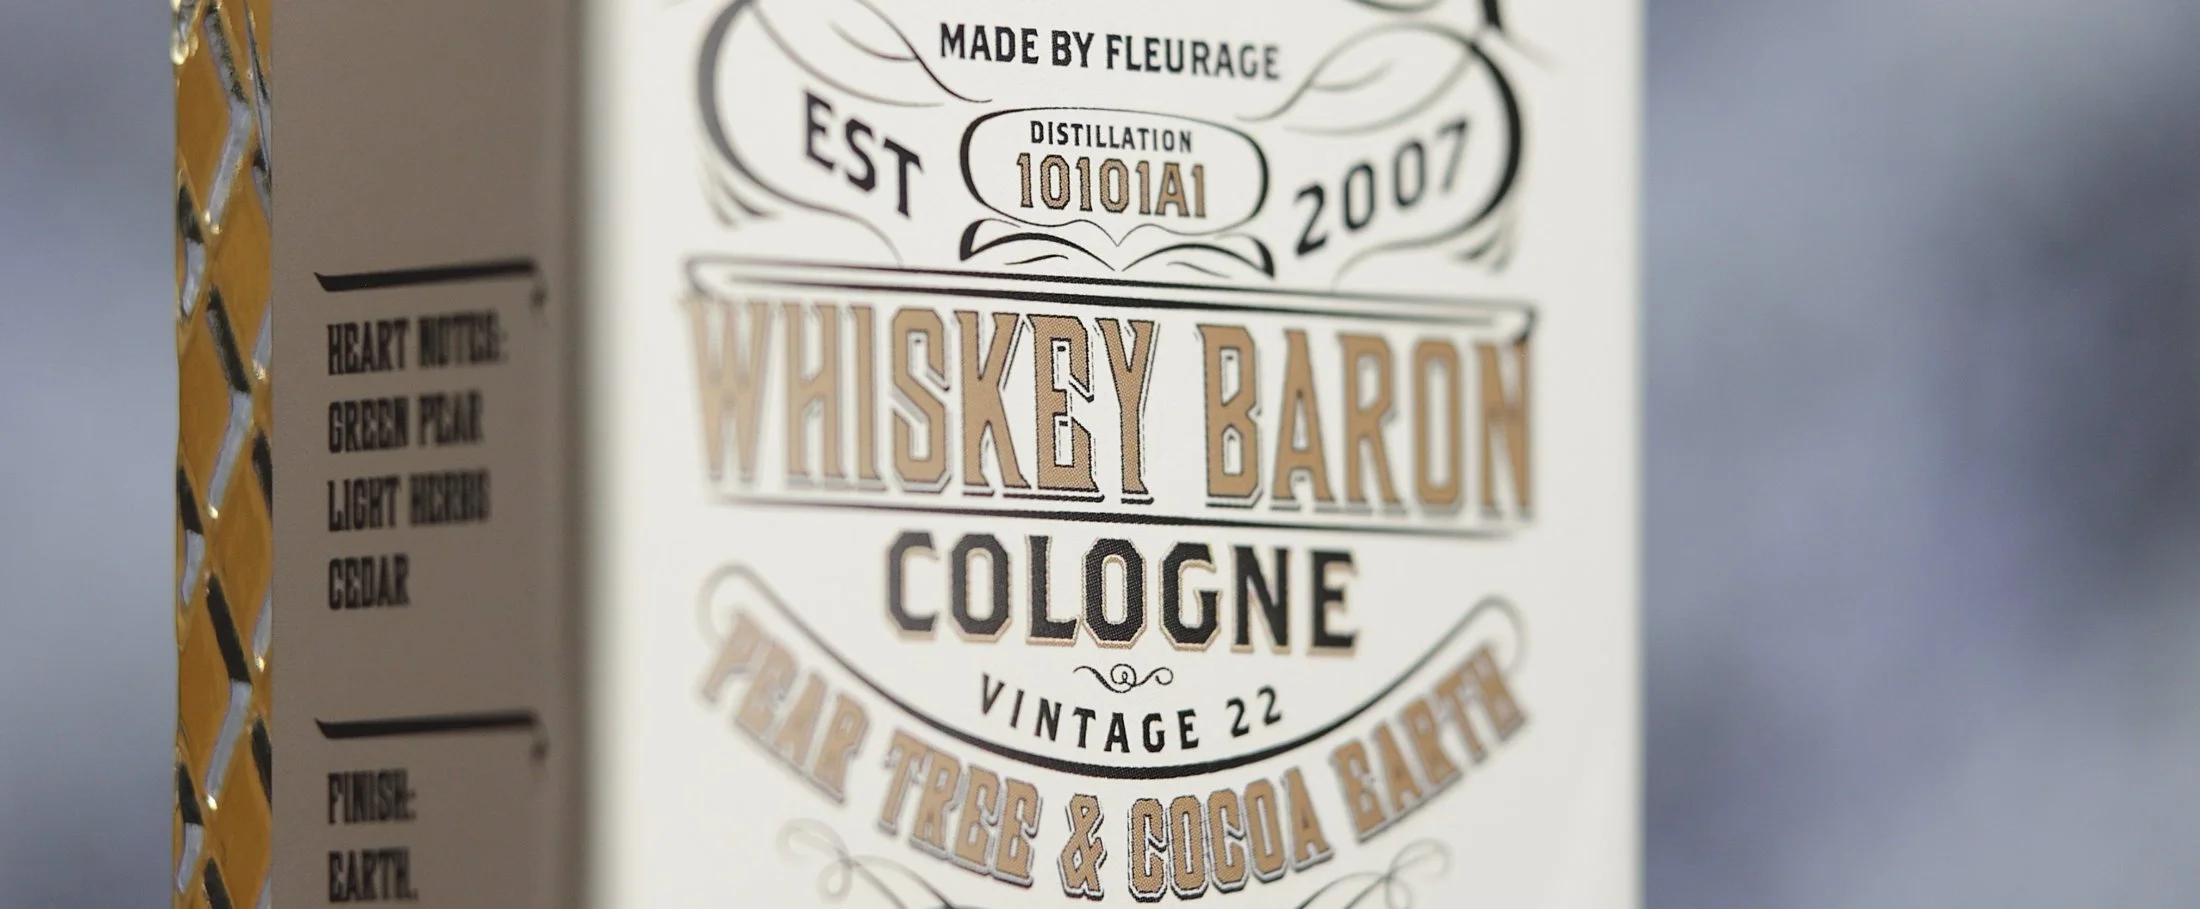 MADE BY FLEURAGE
EST
DISTILLATION
10101A1
2007
WHISKEY BARON
COLOGNE
VINTAGE 22
PEAR TREE & COCOA EARTH
HEART NOTES:
GREEN PEAR
LIGHT HERBS
CEDAR
FINISH:
EARTH.